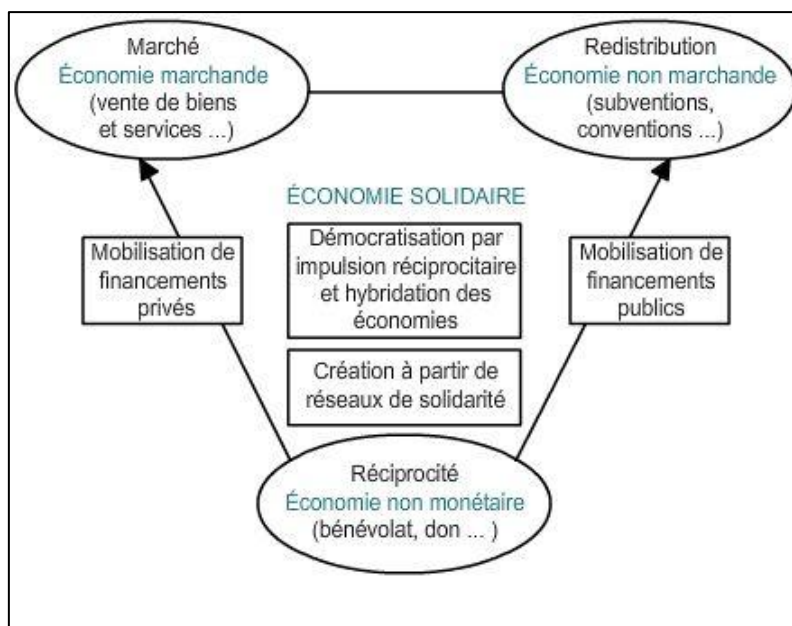 Marché
Économie marchande
(vente de biens
et services ...)
Redistribution
Économie non marchande
(subventions,
conventions ...)
ÉCONOMIE SOLIDAIRE
Mobilisation de
financements
privés
Démocratisation par
impulsion réciprocitaire
et hybridation des
économies
Mobilisation de
financements
publics
Création à partir de
réseaux de solidarité
Réciprocité
Économie non monétaire
(bénévolat, don ... )